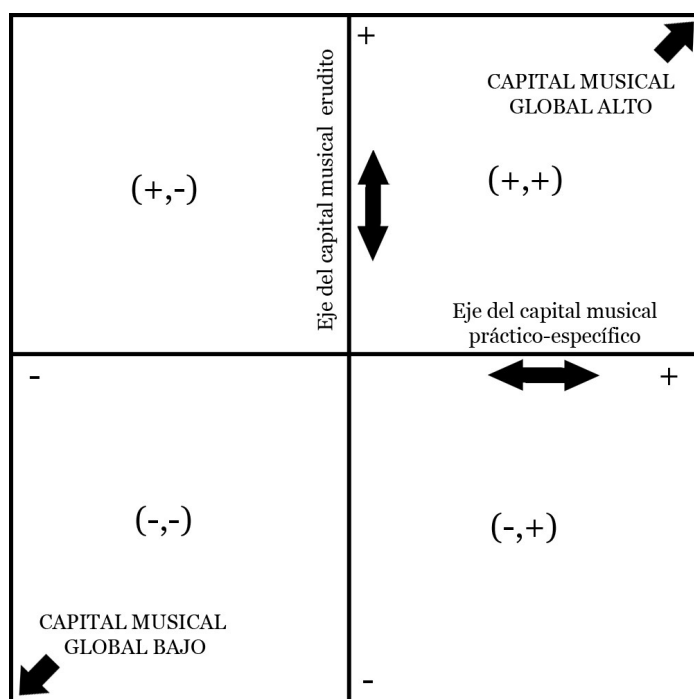 +
CAPITAL MUSICAL
GLOBAL ALTO
Eje del capital musical erudito
(+,-)
(+,+)
Eje del capital musical
práctico-específico
-
+
(-,-)
(-,+)
CAPITAL MUSICAL
GLOBAL BAJO
-